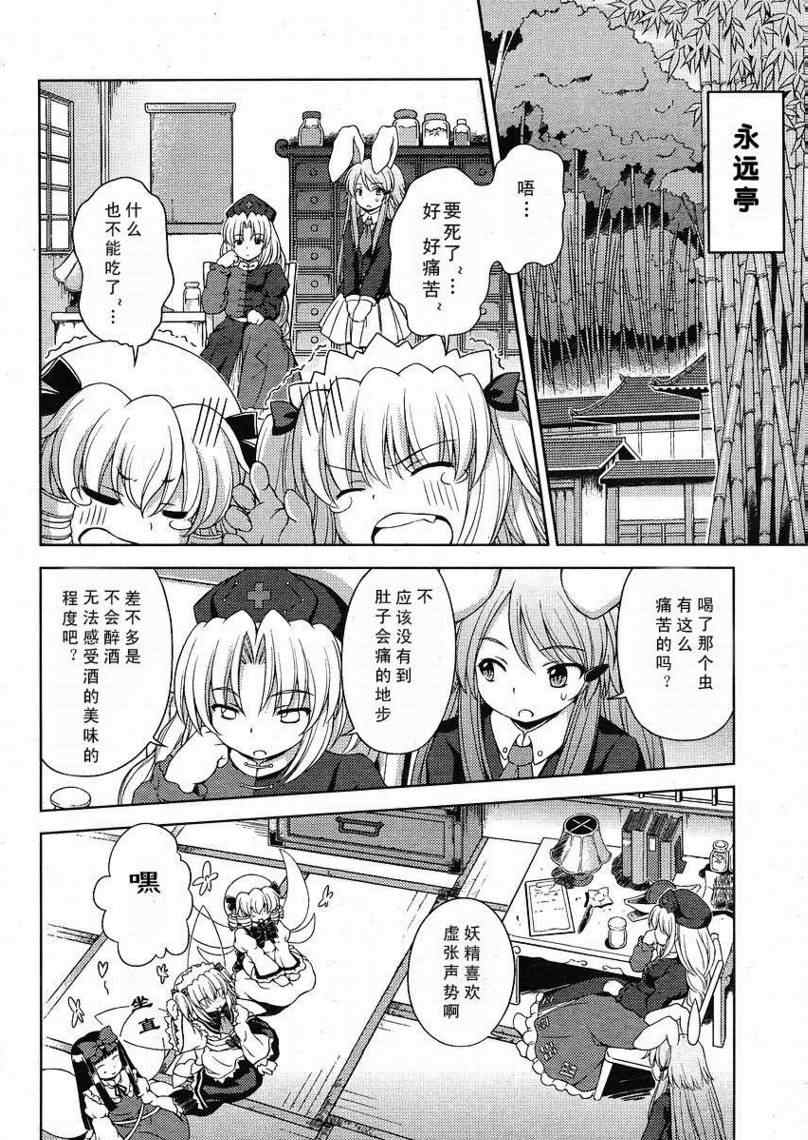 永远亭
唔…
要死了~…
好 好痛苦~
什么
也不能吃了~…
喝了那个虫
有这么
痛苦的吗？
不
应该没有到
肚子会痛的地步
差不多是
不会醉酒
无法感受酒的美味的
程度吧？
妖精喜欢
虚张声势啊
嘿
坐直